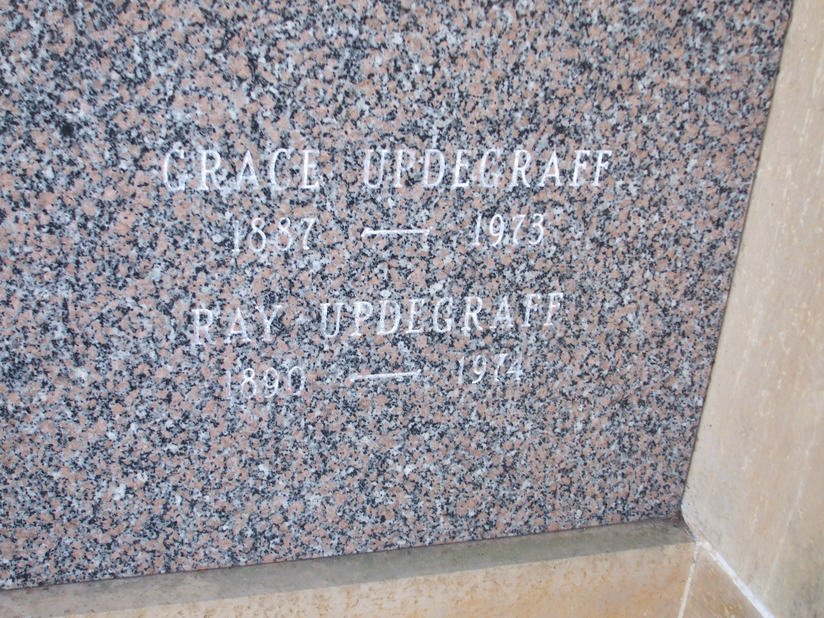 GRACE UPDEGRAFF
1887 — 1973
RAY UPDEGRAFF
1890 — 1974